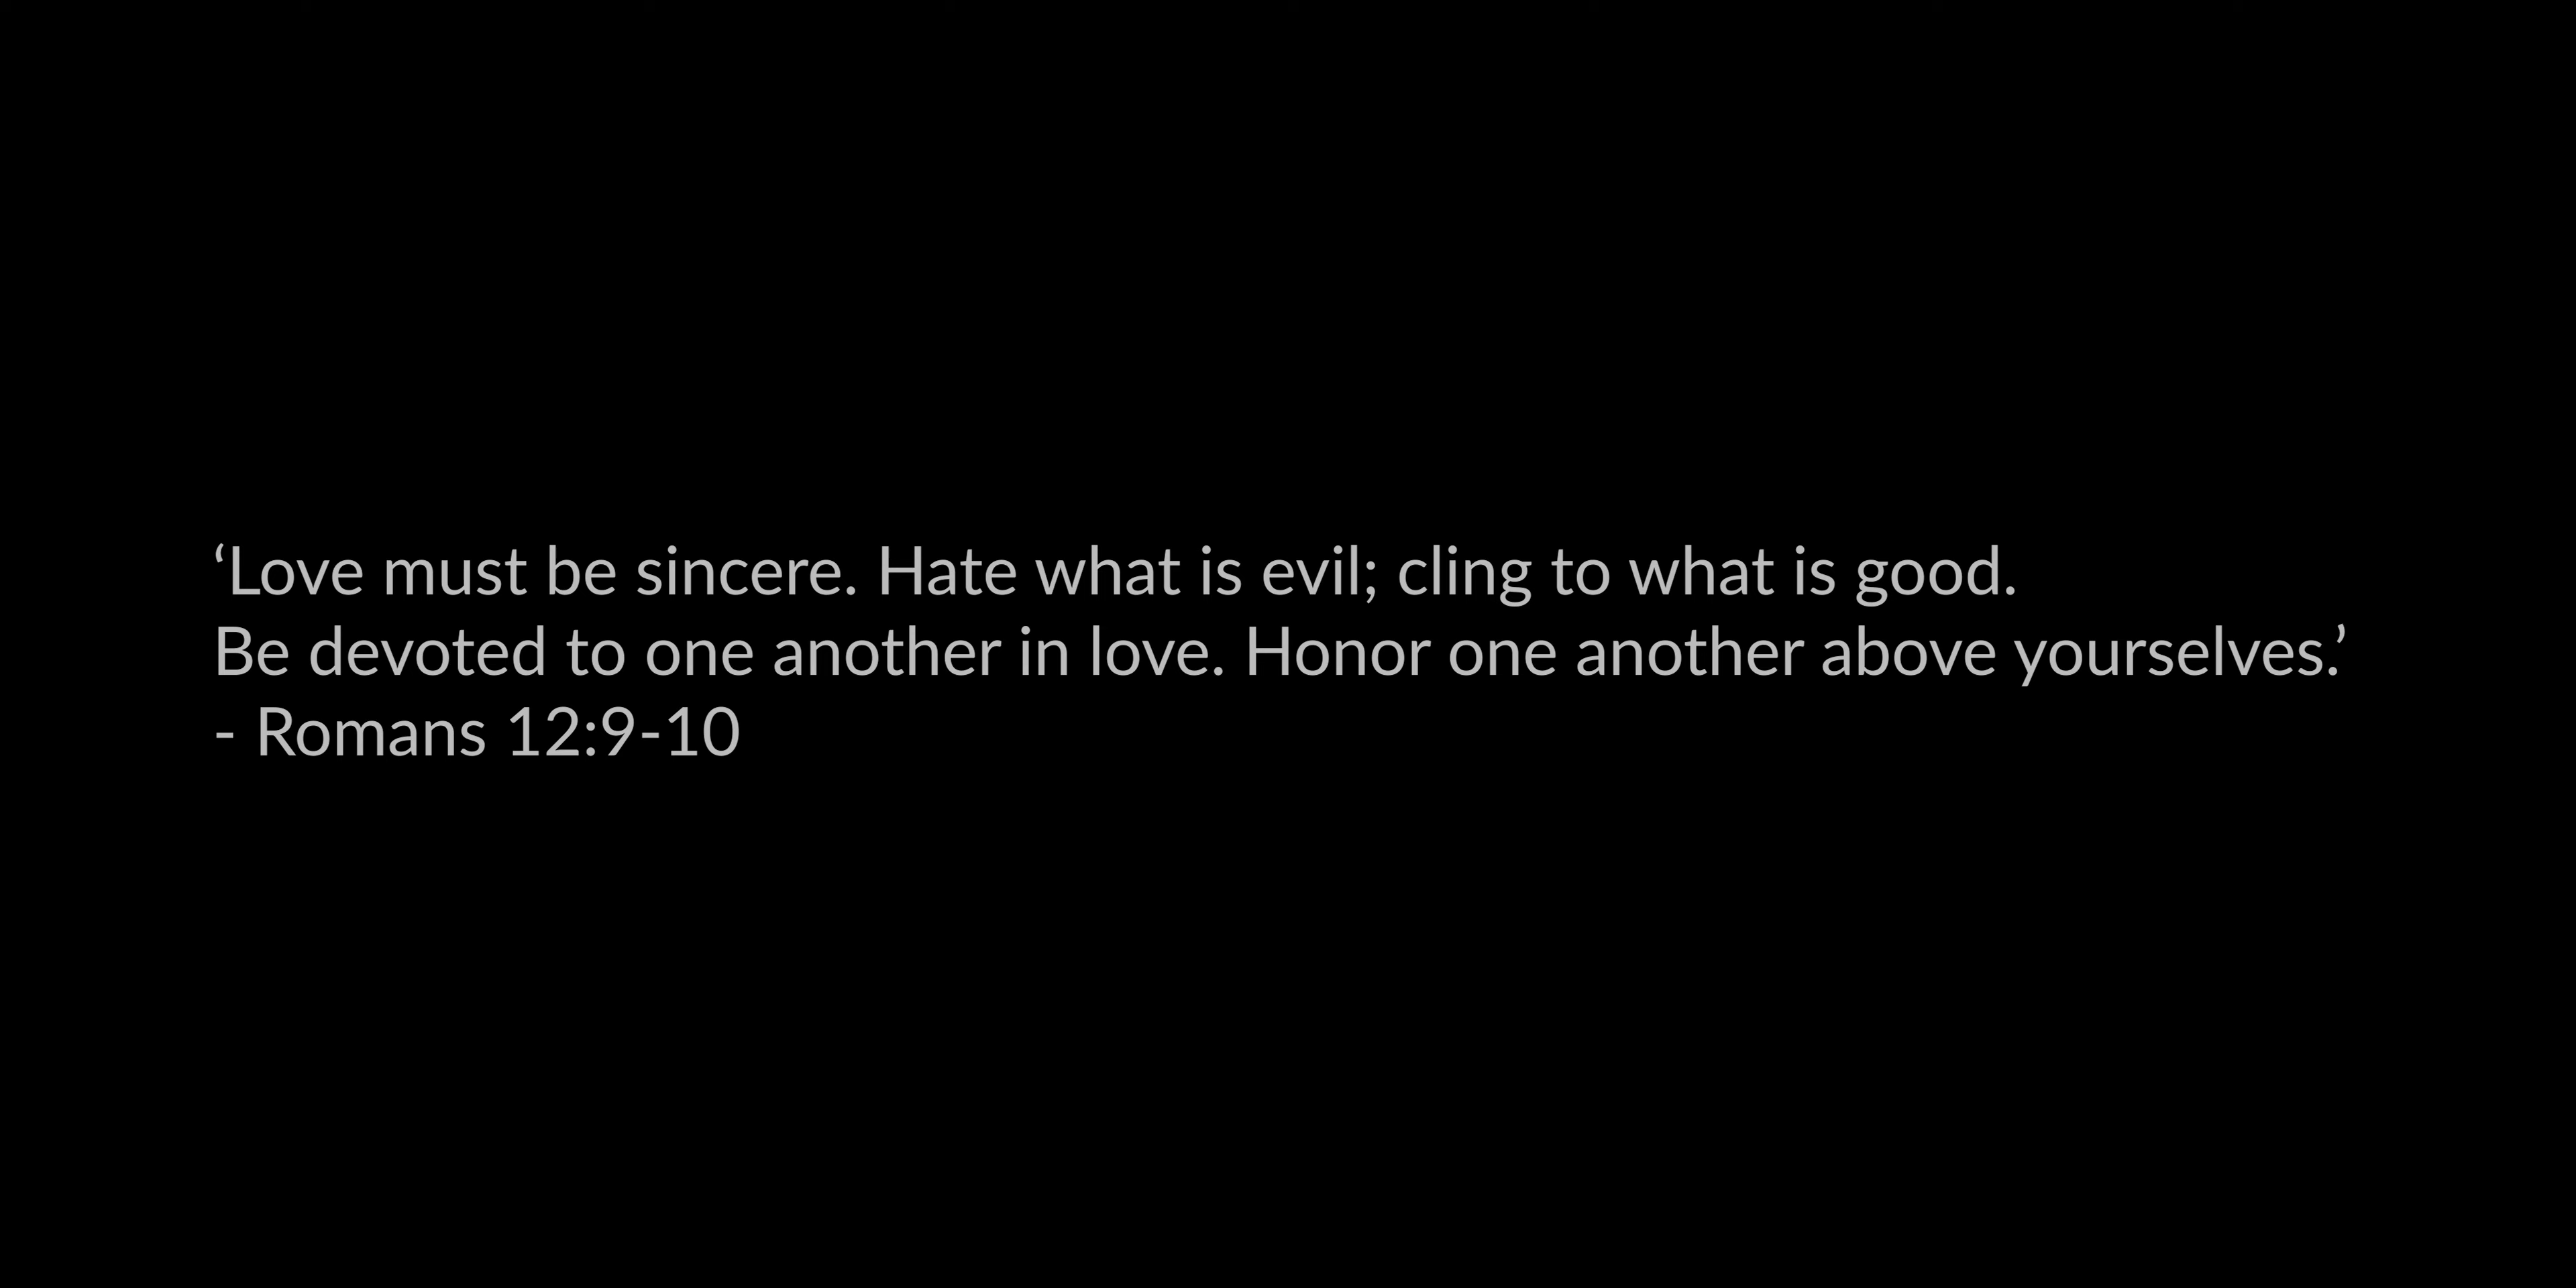 ‘Love must be sincere. Hate what is evil; cling to what is good.
Be devoted to one another in love. Honor one another above yourselves.’
- Romans 12:9-10